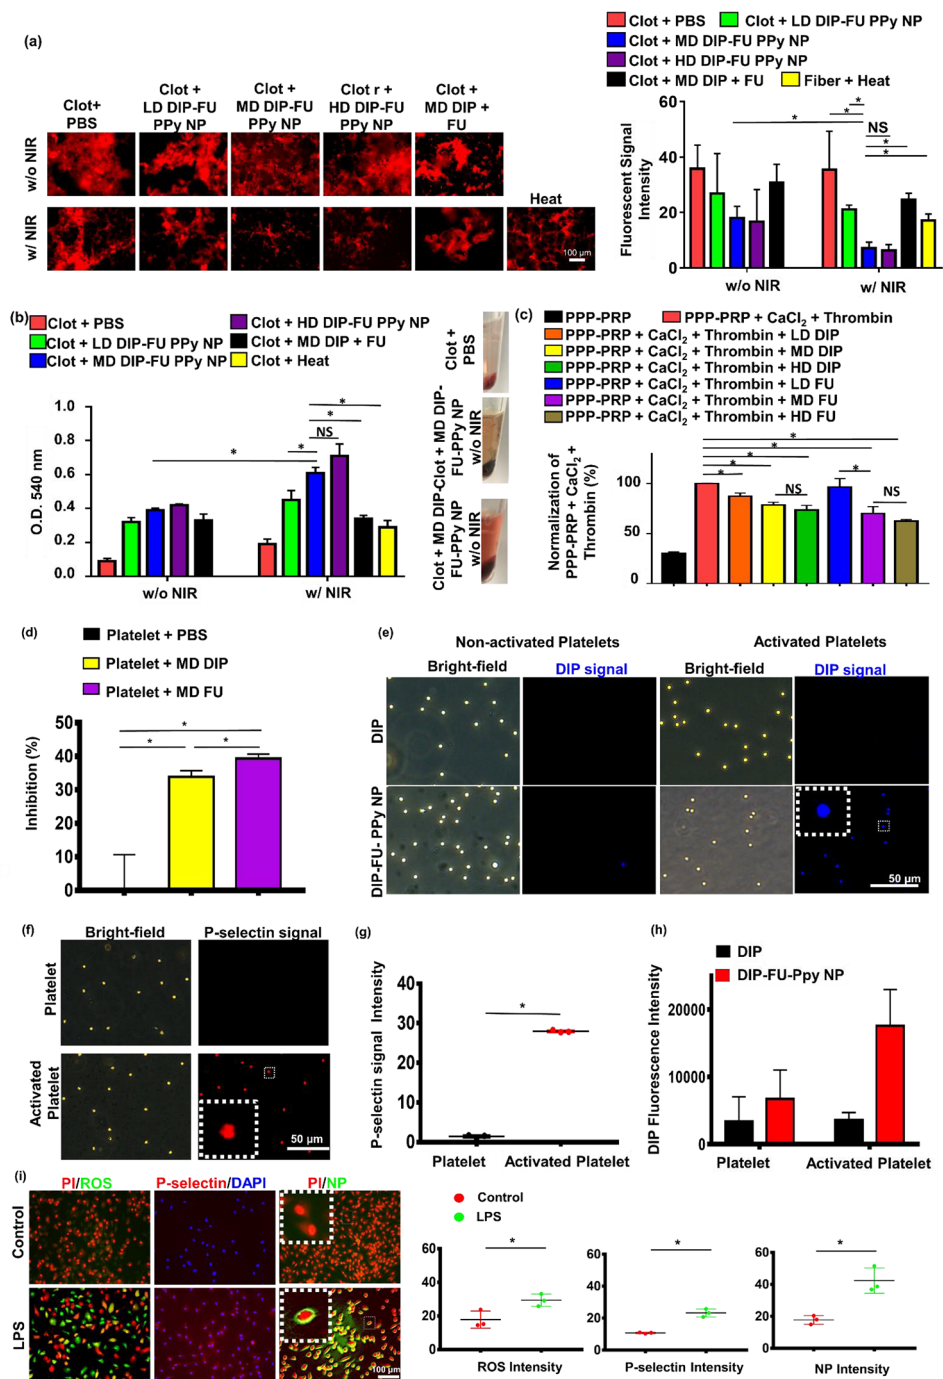 (a)
Clot+
PBS
Clot +
LD DIP-FU
PPy NP
Clot +
MD DIP-FU
PPy NP
Clot r +
HD DIP-FU
PPy NP
Clot +
MD DIP +
FU
w/o NIR
w/ NIR
Heat
100 µm
Clot + PBS
Clot + LD DIP-FU PPy NP
Clot + MD DIP-FU PPy NP
Clot + HD DIP-FU PPy NP
Clot + MD DIP + FU
Fiber + Heat
Fluorescent Signal
Intensity
80
60
40
20
0
*
*
*
NS
*
*
w/o NIR
w/ NIR
(b)
Clot + PBS
Clot + HD DIP-FU PPy NP
Clot + LD DIP-FU PPy NP
Clot + MD DIP + FU
Clot + MD DIP-FU PPy NP
Clot + Heat
O.D. 540 nm
1.0
0.8
0.6
0.4
0.2
0.0
*
*
NS
*
*
w/o NIR
w/ NIR
Clot +
PBS
Clot + MD DIP-
FU-PPy NP
w/o NIR
Clot + MD DIP-
FU-PPy NP
w/o NIR
(c)
PPP-PRP
PPP-PRP + CaCl2 + Thrombin
PPP-PRP + CaCl2 + Thrombin + LD DIP
PPP-PRP + CaCl2 + Thrombin + MD DIP
PPP-PRP + CaCl2 + Thrombin + HD DIP
PPP-PRP + CaCl2 + Thrombin + LD FU
PPP-PRP + CaCl2 + Thrombin + MD FU
PPP-PRP + CaCl2 + Thrombin + HD FU
Normalization of
PPP-PRP + CaCl2 +
Thrombin (%)
100
50
0
*
*
*
*
*
NS
*
NS
(d)
Platelet + PBS
Platelet + MD DIP
Platelet + MD FU
Inhibition (%)
50
40
30
20
10
0
*
*
*
(e)
Non-activated Platelets
Activated Platelets
Bright-field
DIP signal
Bright-field
DIP signal
DIP
DIP-FU- PPy NP
50 µm
(f)
Bright-field
P-selectin signal
Platelet
Activated
Platelet
50 µm
(g)
P-selectin signal Intensity
40
30
20
10
0
*
Platelet
Activated Platelet
(h)
DIP
DIP-FU-Ppy NP
DIP Fluorescence Intensity
20000
10000
0
Platelet
Activated Platelet
(i)
PI/ROS
P-selectin/DAPI
PI/NP
Control
LPS
100 µm
Control
LPS
60
40
20
0
*
ROS Intensity
60
40
20
0
*
P-selectin Intensity
60
40
20
0
*
NP Intensity